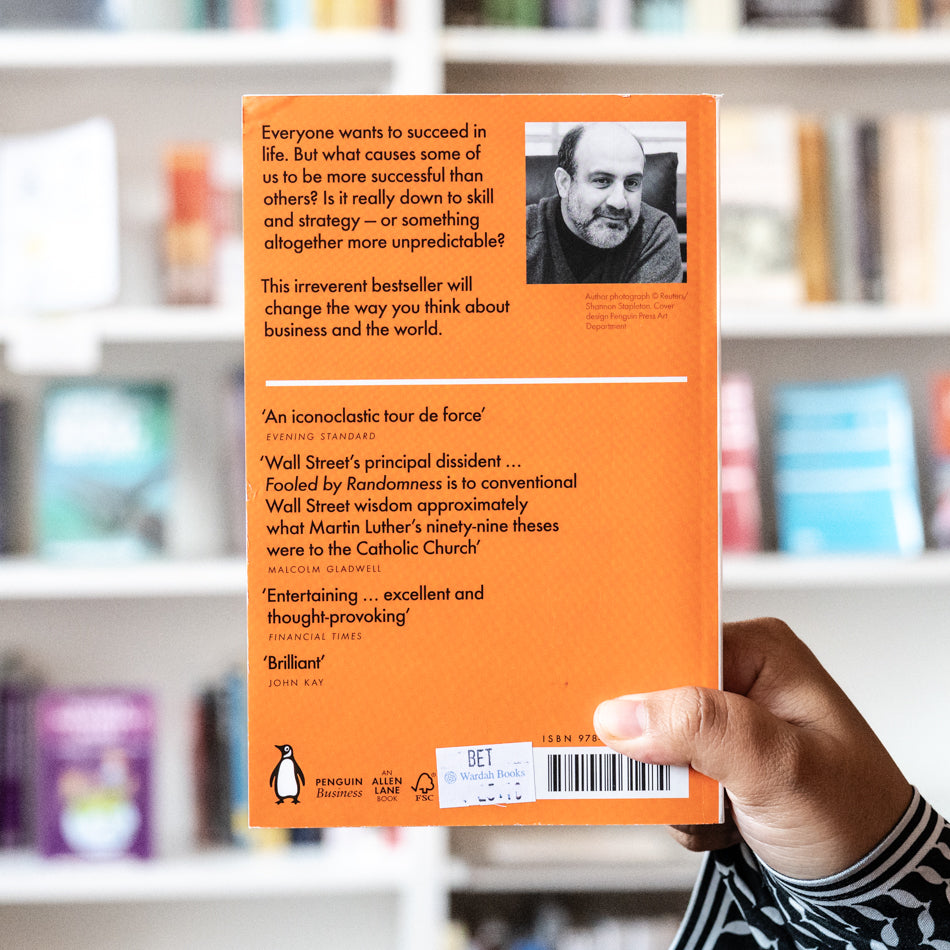 Everyone wants to succeed in
life. But what causes some of
us to be more successful than
others? Is it really down to skill
and strategy – or something
altogether more unpredictable?
This irreverent bestseller will
change the way you think about
business and the world.
Author photograph © Reuters/
Shannon Stapleton. Cover
design Penguin Press Art
Department
‘An iconoclastic tour de force’
EVENING STANDARD
‘Wall Street’s principal dissident …
Fooled by Randomness is to conventional
Wall Street wisdom approximately
what Martin Luther’s ninety-nine theses
were to the Catholic Church’
MALCOLM GLADWELL
‘Entertaining … excellent and
thought-provoking’
FINANCIAL TIMES
‘Brilliant’
JOHN KAY
ISBN 978-
PENGUIN
Business
AN
ALLEN
LANE
BOOK
FSC
BET
Wardah Books